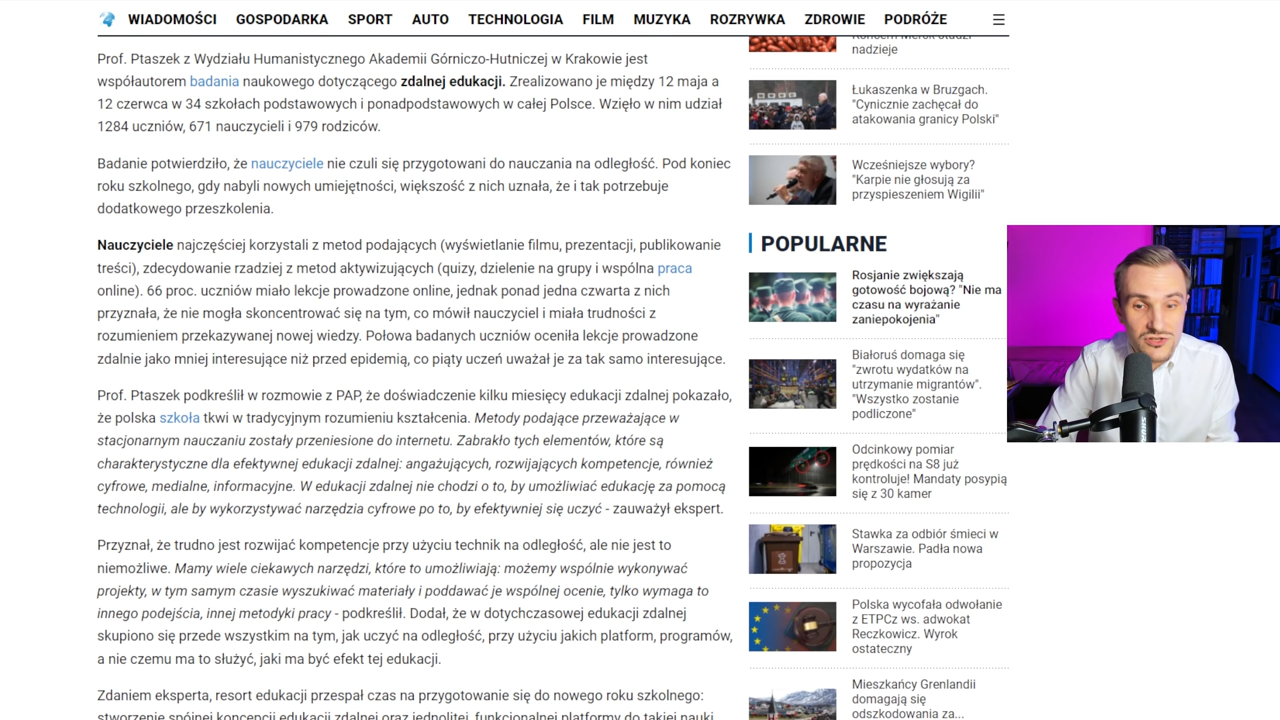 WIADOMOŚCI GOSPODARKA SPORT AUTO TECHNOLOGIA FILM MUZYKA ROZRYWKA ZDROWIE PODRÓŻE
Prof. Ptaszek z Wydziału Humanistycznego Akademii Górniczo-Hutniczej w Krakowie jest
współautorem badania naukowego dotyczącego zdalnej edukacji. Zrealizowano je między 12 maja a
12 czerwca w 34 szkołach podstawowych i ponadpodstawowych w całej Polsce. Wzięło w nim udział
1284 uczniów, 671 nauczycieli i 979 rodziców.
Badanie potwierdziło, że nauczyciele nie czuli się przygotowani do nauczania na odległość. Pod koniec
roku szkolnego, gdy nabyli nowych umiejętności, większość z nich uznała, że i tak potrzebuje
dodatkowego przeszkolenia.
Nauczyciele najczęściej korzystali z metod podających (wyświetlanie filmu, prezentacji, publikowanie
treści), zdecydowanie rzadziej z metod aktywizujących (quizy, dzielenie na grupy i wspólna praca
online). 66 proc. uczniów miało lekcje prowadzone online, jednak ponad jedna czwarta z nich
przyznała, że nie mogła skoncentrować się na tym, co mówił nauczyciel i miała trudności z
rozumieniem przekazywanej nowej wiedzy. Połowa badanych uczniów oceniła lekcje prowadzone
zdalnie jako mniej interesujące niż przed epidemią, co piąty uczeń uważał je za tak samo interesujące.
Prof. Ptaszek podkreślił w rozmowie z PAP, że doświadczenie kilku miesięcy edukacji zdalnej pokazało,
że polska szkoła tkwi w tradycyjnym rozumieniu kształcenia. Metody podające przeważające w
stacjonarnym nauczaniu zostały przeniesione do internetu. Zabrakło tych elementów, które są
charakterystyczne dla efektywnej edukacji zdalnej: angażujących, rozwijających kompetencje, również
cyfrowe, medialne, informacyjne. W edukacji zdalnej nie chodzi o to, by umożliwiać edukację za pomocą
technologii, ale by wykorzystywać narzędzia cyfrowe po to, by efektywniej się uczyć - zauważył ekspert.
Przyznał, że trudno jest rozwijać kompetencje przy użyciu technik na odległość, ale nie jest to
niemożliwe. Mamy wiele ciekawych narzędzi, które to umożliwiają: możemy wspólnie wykonywać
projekty, w tym samym czasie wyszukiwać materiały i poddawać je wspólnej ocenie, tylko wymaga to
innego podejścia, innej metodyki pracy - podkreślił. Dodał, że w dotychczasowej edukacji zdalnej
skupiono się przede wszystkim na tym, jak uczyć na odległość, przy użyciu jakich platform, programów,
a nie czemu ma to służyć, jaki ma być efekt tej edukacji.
Zdaniem eksperta, resort edukacji przespał czas na przygotowanie się do nowego roku szkolnego:
stworzenie spójnej koncepcji edukacji zdalnej oraz jednolitej, funkcjonalnej platformy do takiej nauki.
Koncern Merck studzi
nadzieje
Łukaszenka w Bruzgach.
"Cynicznie zachęcał do
atakowania granicy Polski"
Wcześniejsze wybory?
"Karpie nie głosują za
przyspieszeniem Wigilii"
POPULARNE
Rosjanie zwiększają
gotowość bojową? "Nie ma
czasu na wyrażanie
zaniepokojenia"
Białoruś domaga się
"zwrotu wydatków na
utrzymanie migrantów".
"Wszystko zostanie
podliczone"
Odcinkowy pomiar
prędkości na S8 już
kontroluje! Mandaty posypią
się z 30 kamer
Stawka za odbiór śmieci w
Warszawie. Padła nowa
propozycja
Polska wycofała odwołanie
z ETPCz ws. adwokat
Reczkowicz. Wyrok
ostateczny
Mieszkańcy Grenlandii
domagają się
odszkodowania za...
SHURE